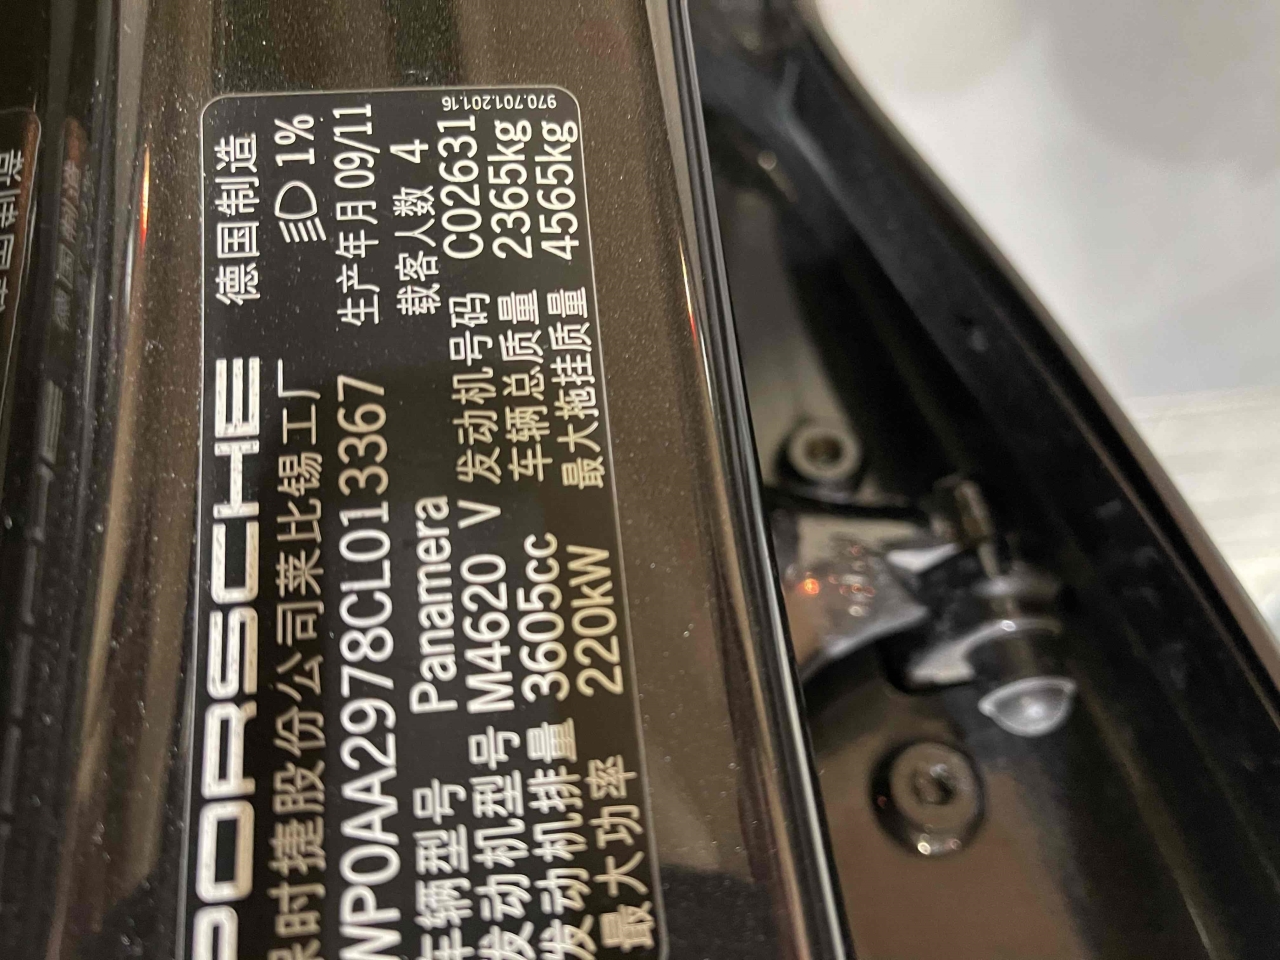 PORSCHE 德国制造
保时捷股份公司莱比锡工厂 1%
WP0AA2978CL013367 生产年月 09/11
车辆型号 Panamera 载客人数 4
发动机型号 M4620 V 发动机号码 C02631
发动机排量 3605cc 车辆总质量 2365kg
最大功率 220kW 最大拖挂质量 4565kg
970.701.201.16